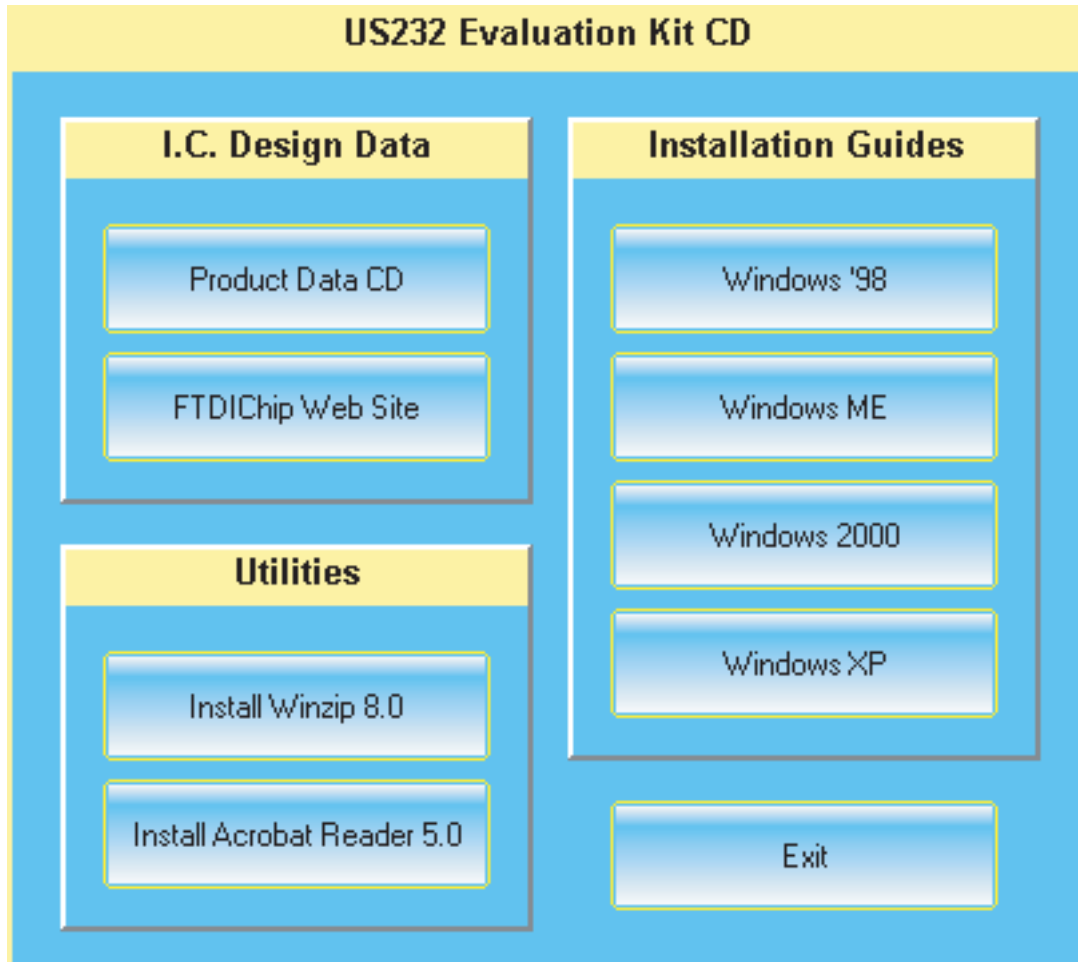 US232 Evaluation Kit CD
I.C. Design Data
Product Data CD
FTDIChip Web Site
Utilities
Install Winzip 8.0
Install Acrobat Reader 5.0
Installation Guides
Windows '98
Windows ME
Windows 2000
Windows XP
Exit